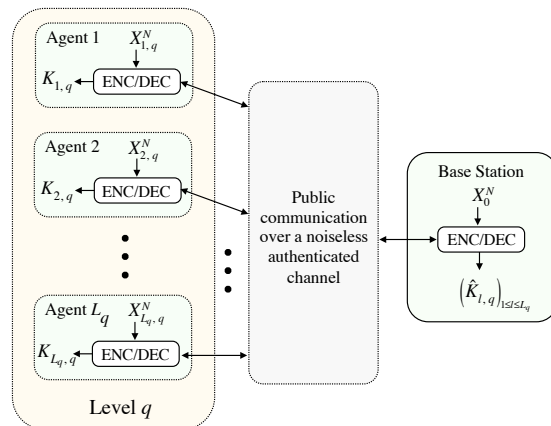 Agent 1
X_{1,q}^N
K_{1,q}
ENC/DEC
Agent 2
X_{2,q}^N
K_{2,q}
ENC/DEC
Agent L_q
X_{L_q,q}^N
K_{L_q,q}
ENC/DEC
Level q
Public
communication
over a noiseless
authenticated
channel
Base Station
X_0^N
ENC/DEC
(\hat{K}_{l,q})_{1≤l≤L_q}